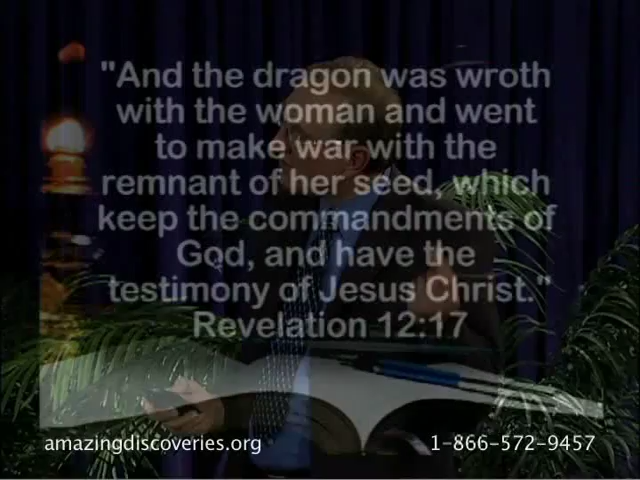 "And the dragon was wroth
with the woman and went
to make war with the
remnant of her seed, which
keep the commandments of
God, and have the
testimony of Jesus Christ."
Revelation 12:17
amazingdiscoveries.org 1-866-572-9457